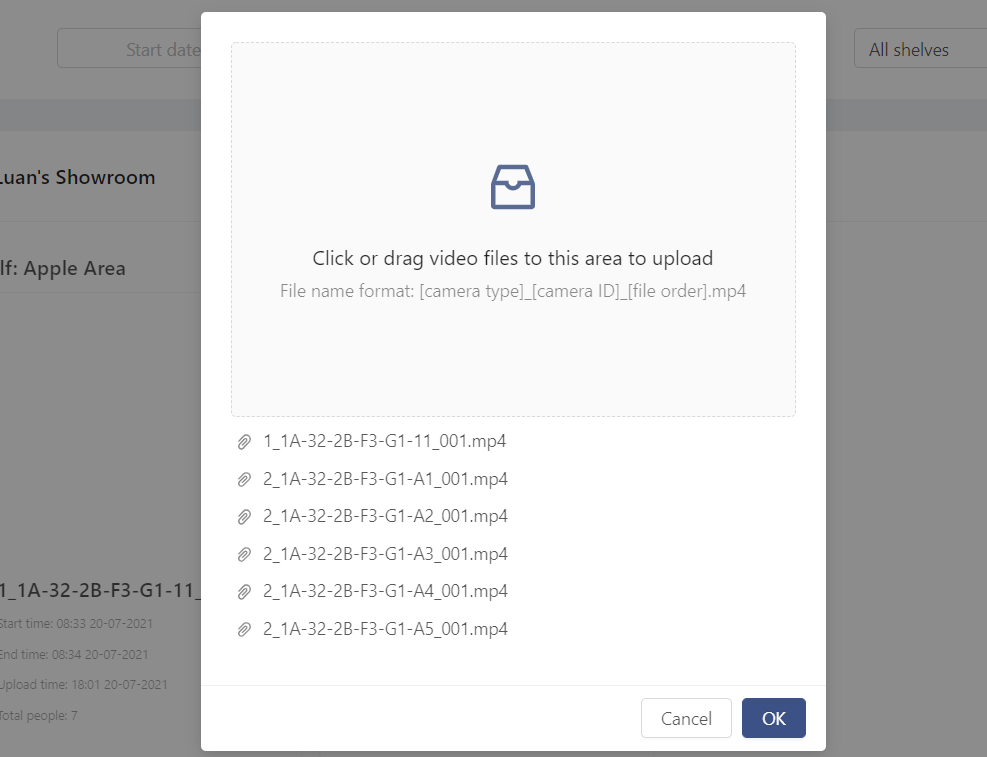 Start date
All shelves
Luan's Showroom
lf: Apple Area
Click or drag video files to this area to upload
File name format: [camera type]_[camera ID]_[file order].mp4
1_1A-32-2B-F3-G1-11_001.mp4
2_1A-32-2B-F3-G1-A1_001.mp4
2_1A-32-2B-F3-G1-A2_001.mp4
2_1A-32-2B-F3-G1-A3_001.mp4
2_1A-32-2B-F3-G1-A4_001.mp4
2_1A-32-2B-F3-G1-A5_001.mp4
1_1A-32-2B-F3-G1-11_
Start time: 08:33 20-07-2021
End time: 08:34 20-07-2021
Upload time: 18:01 20-07-2021
Total people: 7
Cancel
OK